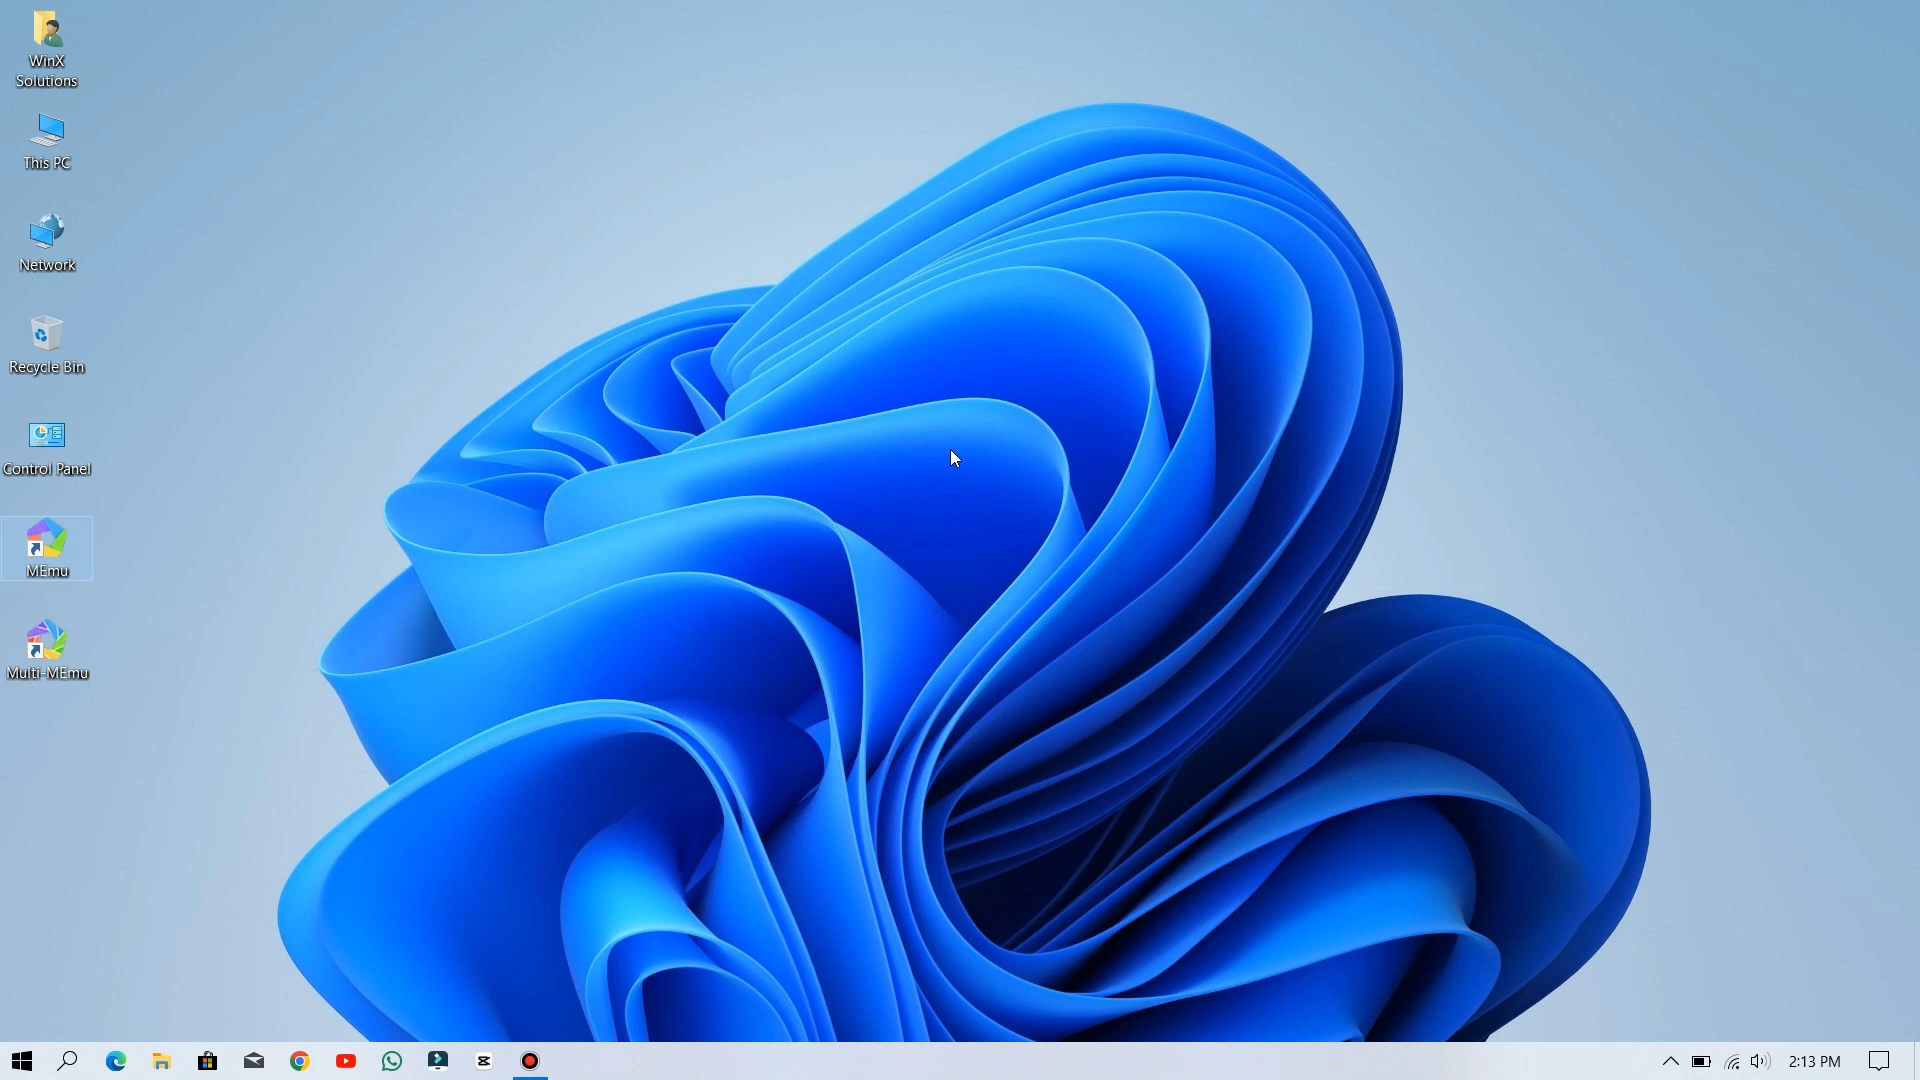 WinX
Solutions
This PC
Network
Recycle Bin
Control Panel
MEmu
Multi-MEmu
2:13 PM